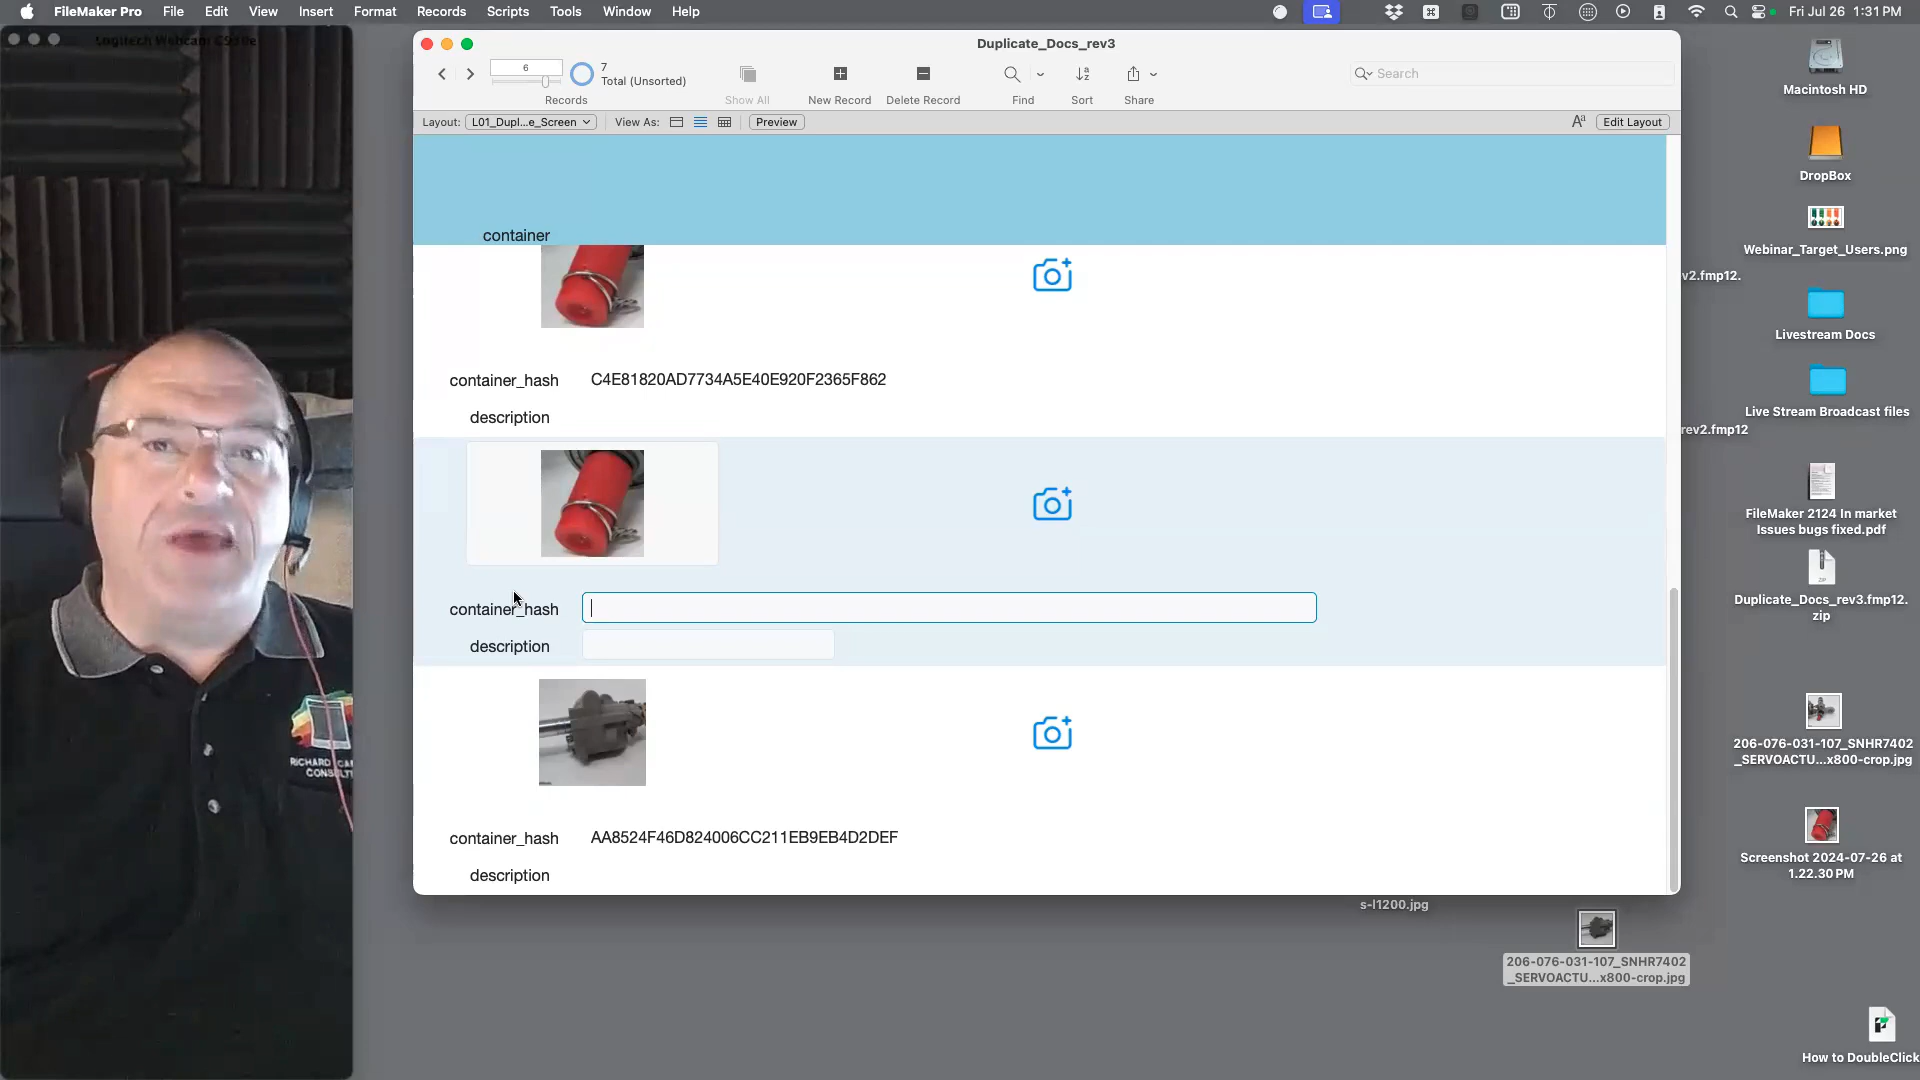 FileMaker Pro File Edit View Insert Format Records Scripts Tools Window Help
Fri Jul 26 1:31 PM
Duplicate_Docs_rev3
6
7
Total (Unsorted)
Records
Show All
New Record
Delete Record
Find
Sort
Share
Search
Layout:
L01_Dupl...e_Screen
View As:
Preview
Aa
Edit Layout
container
container_hash
C4E81820AD7734A5E40E920F2365F862
description
container_hash
description
container_hash
AA8524F46D824006CC211EB9EB4D2DEF
description
RICHARD
CONSULT
Macintosh HD
DropBox
Webinar_Target_Users.png
v2.fmp12.
Livestream Docs
Live Stream Broadcast files
rev2.fmp12
FileMaker 2124 In market
Issues bugs fixed.pdf
ZIP
Duplicate_Docs_rev3.fmp12.
zip
206-076-031-107_SNHR7402
_SERVOACTU...x800-crop.jpg
Screenshot 2024-07-26 at
1.22.30 PM
s-l1200.jpg
206-076-031-107_SNHR7402
_SERVOACTU...x800-crop.jpg
How to DoubleClick